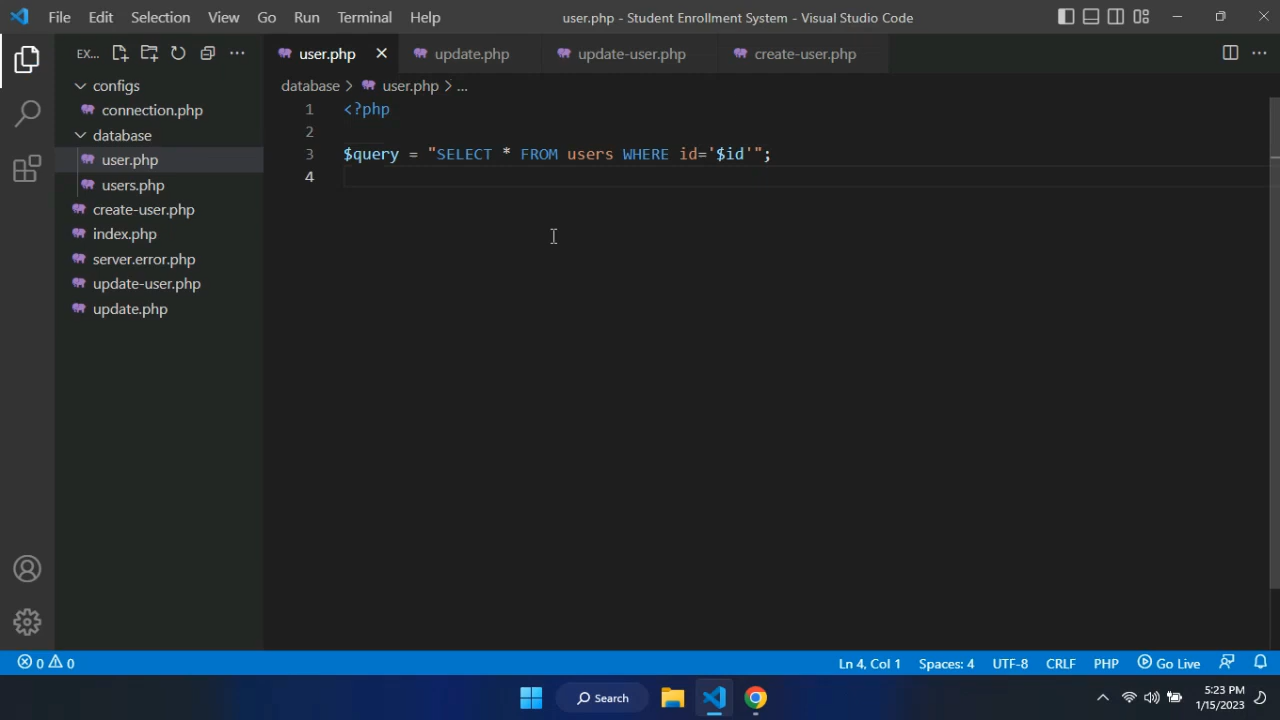 File Edit Selection View Go Run Terminal Help
user.php - Student Enrollment System - Visual Studio Code
EX...
user.php update.php update-user.php create-user.php
database > user.php > ...
configs
connection.php
database
user.php
users.php
create-user.php
index.php
server.error.php
update-user.php
update.php
1 <?php
2
3 $query = "SELECT * FROM users WHERE id='$id'";
4
0 0
Ln 4, Col 1 Spaces: 4 UTF-8 CRLF PHP Go Live
Search
5:23 PM
1/15/2023